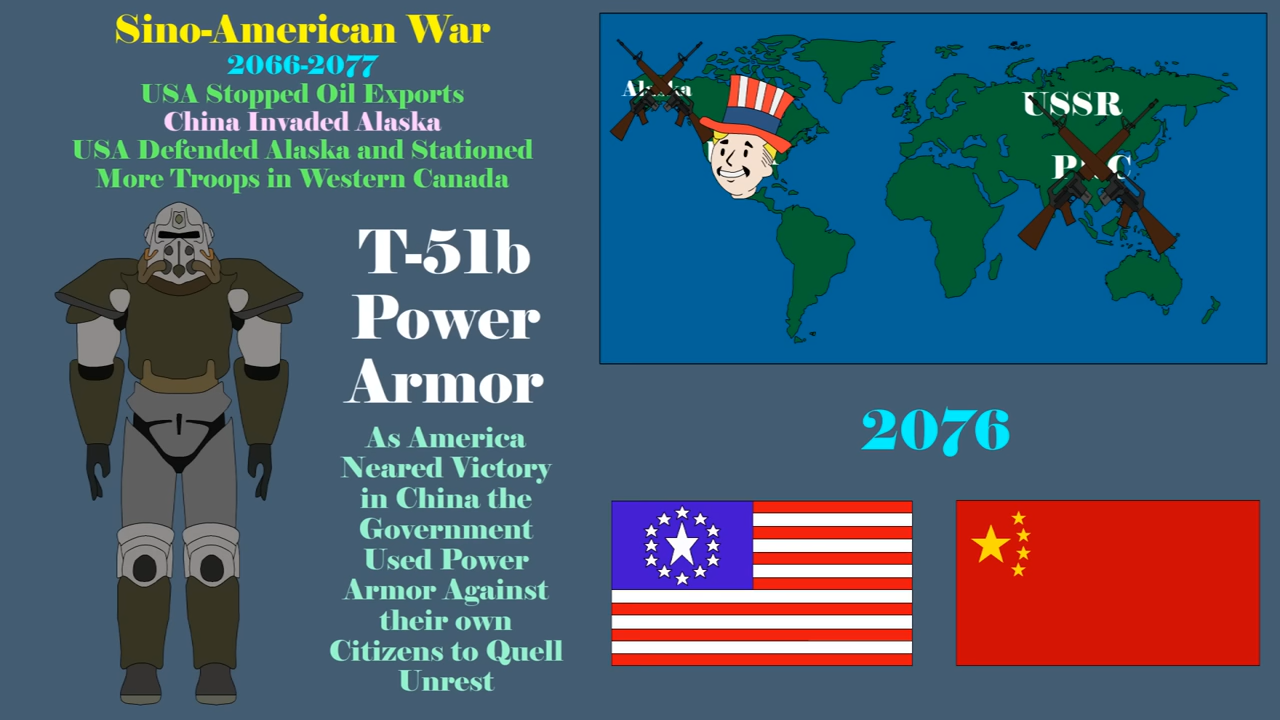 Sino-American War
2066-2077
USA Stopped Oil Exports
China Invaded Alaska
USA Defended Alaska and Stationed
More Troops in Western Canada
T-51b
Power
Armor
As America
Neared Victory
in China the
Government
Used Power
Armor Against
their own
Citizens to Quell
Unrest
Alaska
USSR
PRC
2076